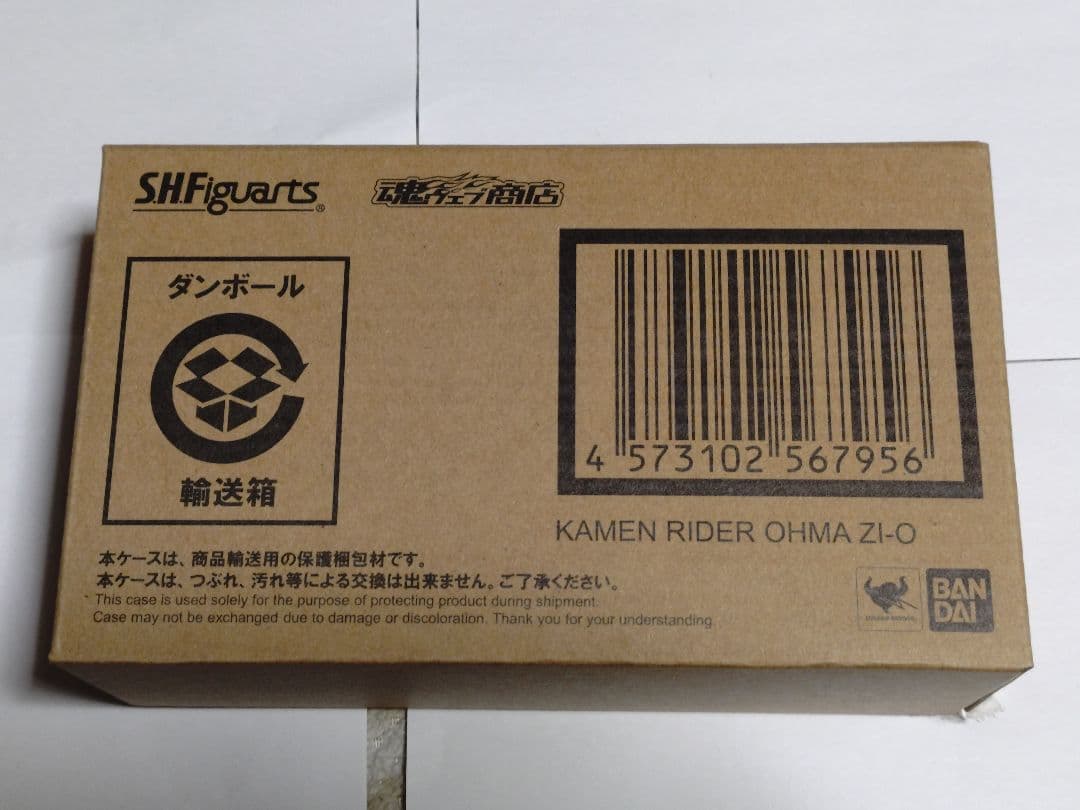 S.H.Figuarts®
魂ウェブ商店
ダンボール
輸送箱
4 573102 567956
KAMEN RIDER OHMA ZI-O
本ケースは、商品輸送用の保護梱包材です。
本ケースは、つぶれ、汚れ等による交換は出来ません。ご了承ください。
This case is used solely for the purpose of protecting product during shipment.
Case may not be exchanged due to damage or discoloration. Thank you for your understanding.
BAN
DAI